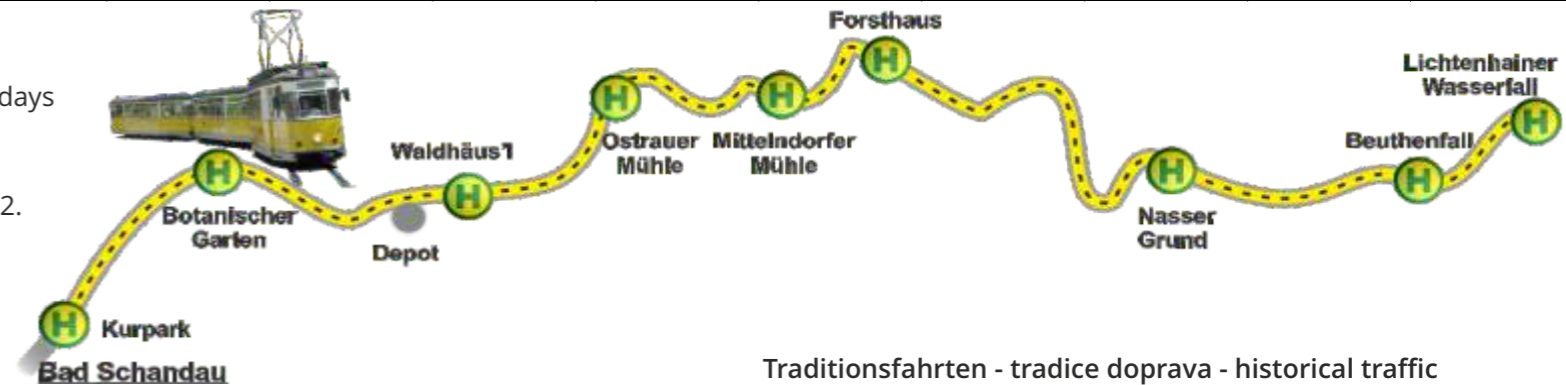 days
2.
Kurpark
Bad Schandau
Botanischer
Garten
Depot
Waldhäus'l
Ostrauer
Mühle
Mittelndorfer
Mühle
Forsthaus
Nasser
Grund
Beuthenfall
Lichtenhainer
Wasserfall
H
H
H
H
H
H
H
H
H
Traditionsfahrten - tradice doprava - historical traffic